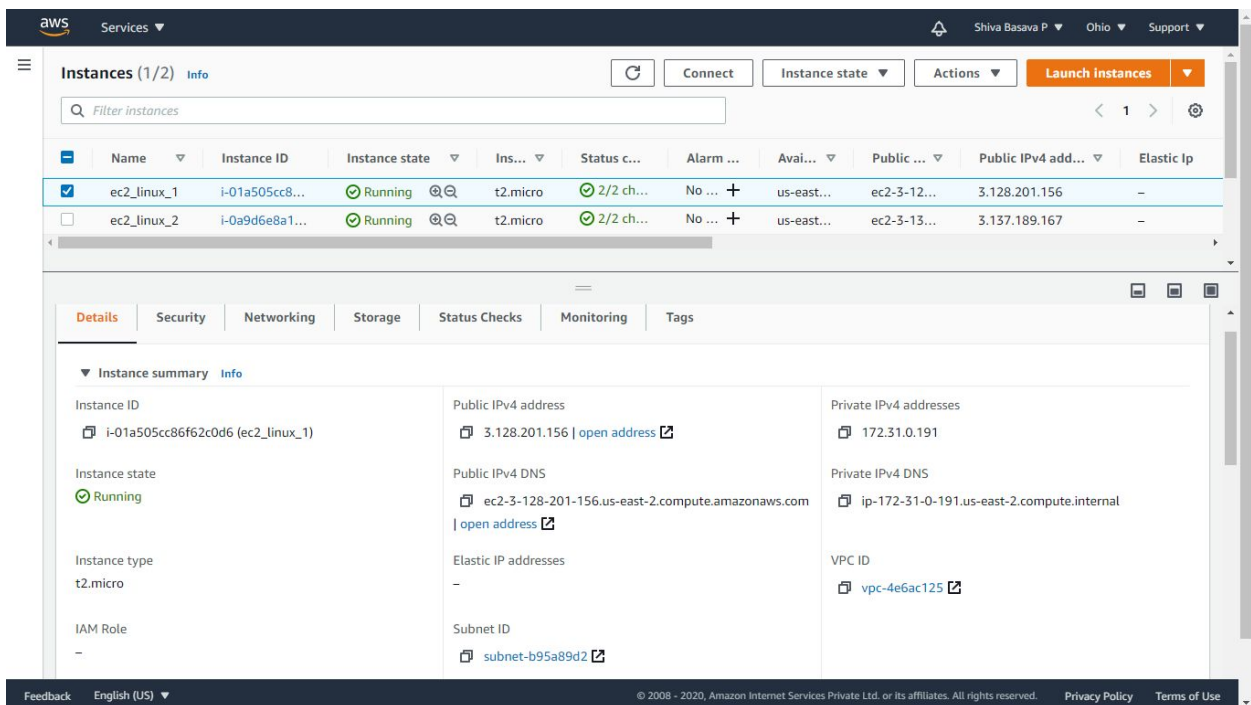 aws Services ▼ Shiva Basava P ▼ Ohio ▼ Support ▼
Instances (1/2) Info Connect Instance state ▼ Actions ▼ Launch instances ▼
Filter instances < 1 >
Name Instance ID Instance state Ins... Status c... Alarm ... Avai... Public ... Public IPv4 add... Elastic Ip
ec2_linux_1 i-01a505cc8... Running t2.micro 2/2 ch... No ... + us-east... ec2-3-12... 3.128.201.156 –
ec2_linux_2 i-0a9d6e8a1... Running t2.micro 2/2 ch... No ... + us-east... ec2-3-13... 3.137.189.167 –
Details Security Networking Storage Status Checks Monitoring Tags
▼ Instance summary Info
Instance ID Public IPv4 address Private IPv4 addresses
i-01a505cc86f62c0d6 (ec2_linux_1) 3.128.201.156 | open address 172.31.0.191
Instance state Public IPv4 DNS Private IPv4 DNS
Running ec2-3-128-201-156.us-east-2.compute.amazonaws.com ip-172-31-0-191.us-east-2.compute.internal
| open address
Instance type Elastic IP addresses VPC ID
t2.micro – vpc-4e6ac125
IAM Role Subnet ID
– subnet-b95a89d2
Feedback English (US) ▼ © 2008 - 2020, Amazon Internet Services Private Ltd. or its affiliates. All rights reserved. Privacy Policy Terms of Use